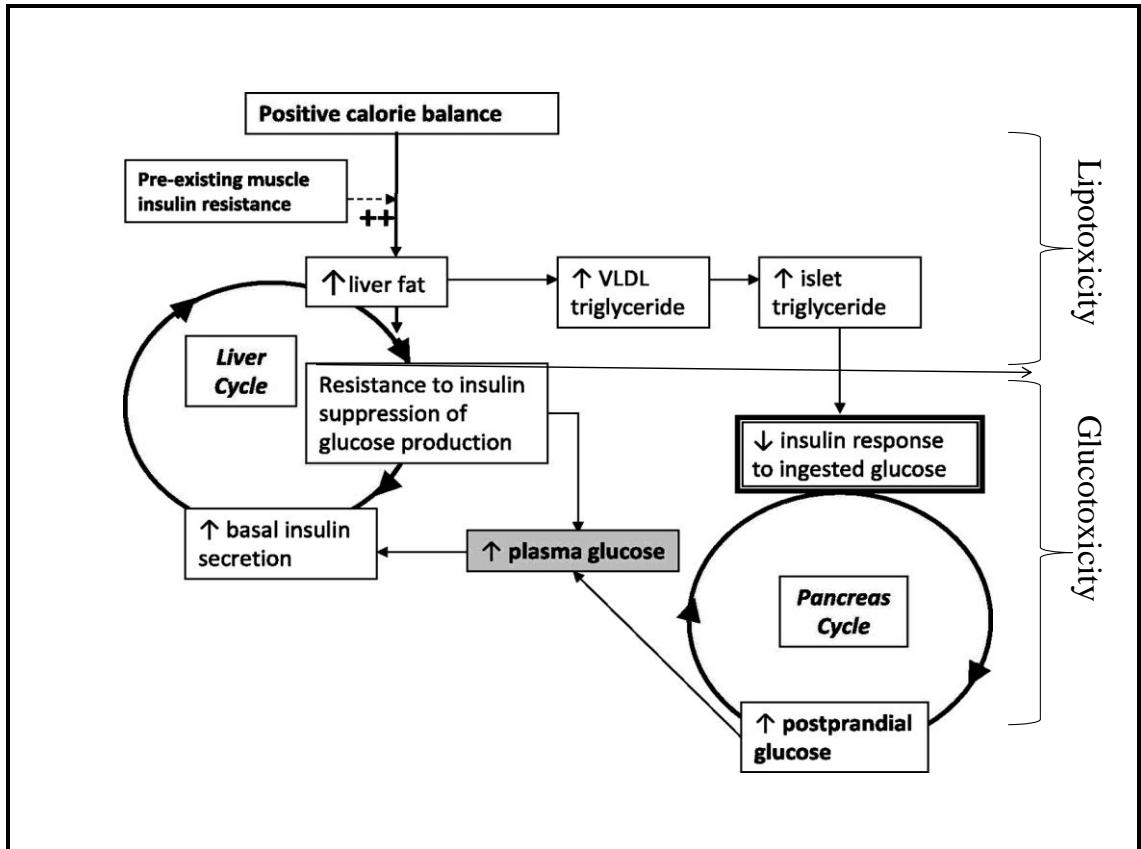 Positive calorie balance
Pre-existing muscle
insulin resistance
++
↑ liver fat
↑ VLDL
triglyceride
↑ islet
triglyceride
Lipotoxicity
Liver
Cycle
Resistance to insulin
suppression of
glucose production
↓ insulin response
to ingested glucose
Glucotoxicity
↑ basal insulin
secretion
↑ plasma glucose
Pancreas
Cycle
↑ postprandial
glucose